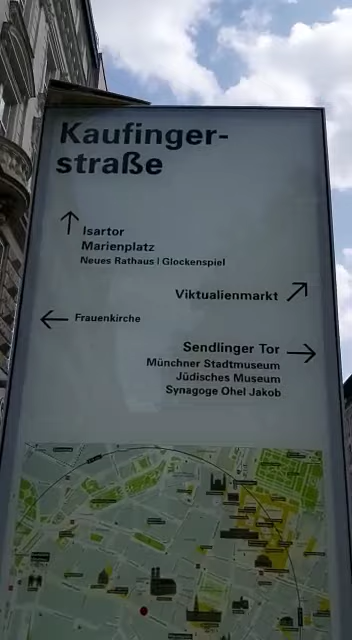 Kaufinger-
straße
Isartor
Marienplatz
Neues Rathaus | Glockenspiel
Viktualienmarkt
Frauenkirche
Sendlinger Tor
Münchner Stadtmuseum
Jüdisches Museum
Synagoge Ohel Jakob